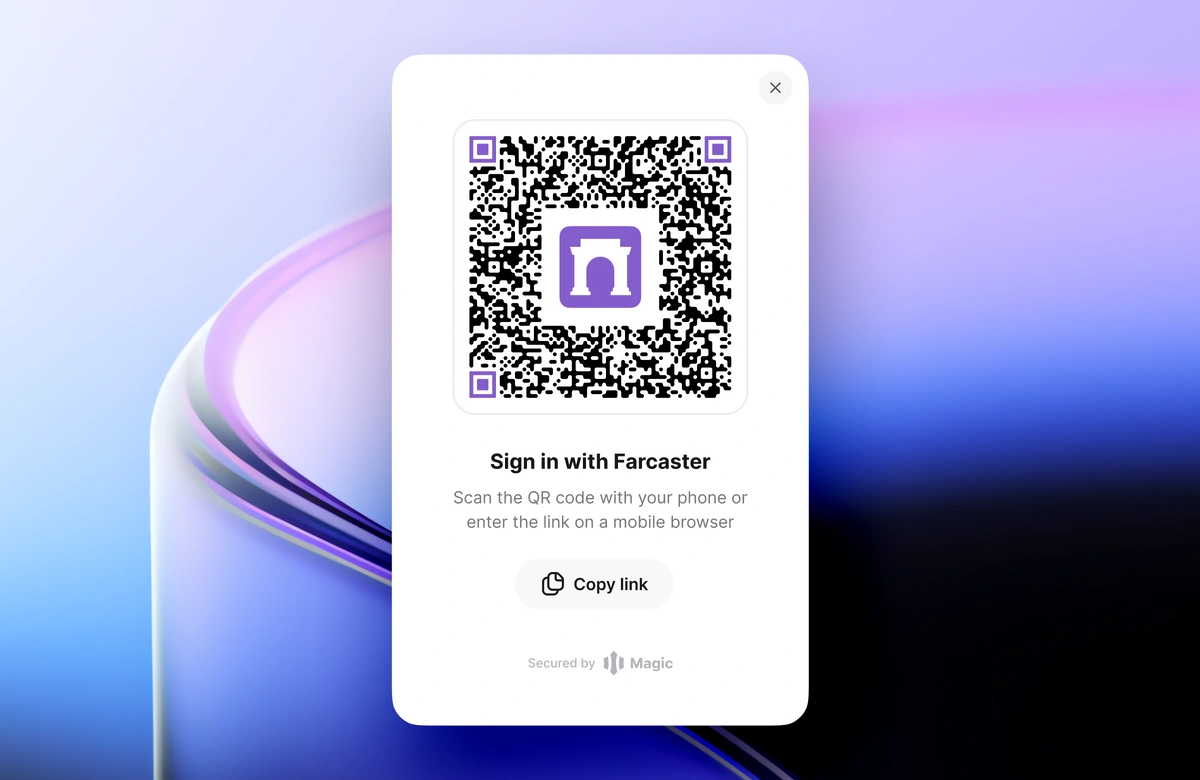 Sign in with Farcaster
Scan the QR code with your phone or
enter the link on a mobile browser
Copy link
Secured by Magic